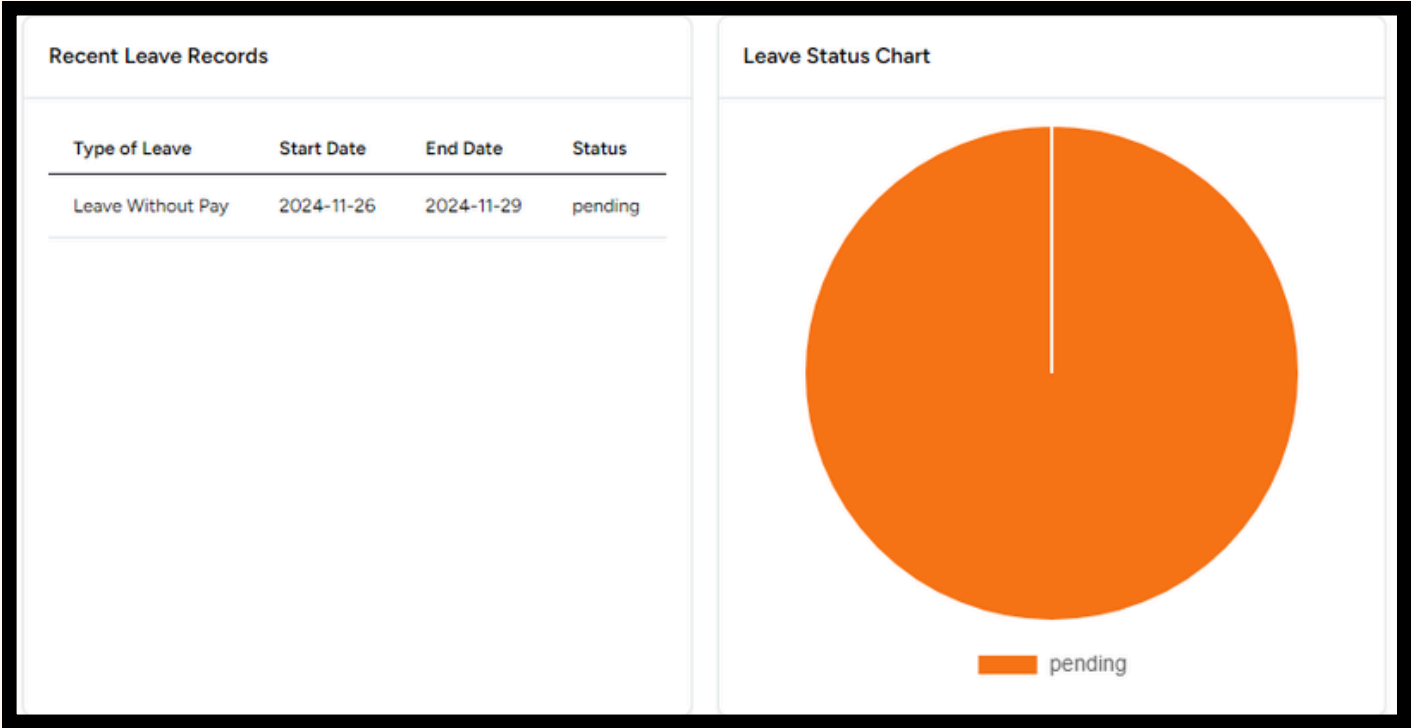 Recent Leave Records
Type of Leave Start Date End Date Status
Leave Without Pay 2024-11-26 2024-11-29 pending
Leave Status Chart
pending